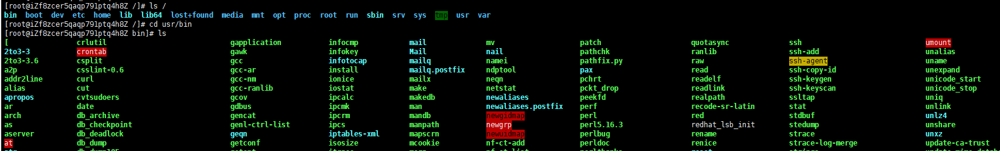 [root@iZf8zcer5qaqp791ptq4h8Z /]# ls /
bin boot dev etc home lib lib64 lost+found media mnt opt proc root run sbin srv sys tmp usr var
[root@iZf8zcer5qaqp791ptq4h8Z /]# cd usr/bin
[root@iZf8zcer5qaqp791ptq4h8Z bin]# ls
[ crlutil gapplication infocmp mail mv patch quotasync ssh umount
2to3-3 crontab gawk infokey Mail nail pathchk ranlib ssh-add unalias
2to3-3.6 csplit gcc infotocap mailq namei pathfix.py raw ssh-agent uname
a2p csslint-0.6 gcc-ar install mailq.postfix ndptool pax read ssh-copy-id unexpand
addr2line curl gcc-nm ionice mailx neqn pchrt readelf ssh-keygen unicode_start
alias cut gcc-ranlib iostat make netstat pckt_drop readlink ssh-keyscan unicode_stop
apropos cvtsudoers gcov ipcalc makedb newaliases peekfd realpath ssltap uniq
ar date gdbus ipcmk man newaliases.postfix perf recode-sr-latin stat unlink
arch db_archive gencat ipcrm mandb newgidmap perl red stdbuf unlz4
as db_checkpoint genl-ctrl-list ipcs manpath newgrp perl5.16.3 redhat_lsb_init stedump unshare
aserver db_deadlock geqn iptables-xml mapscrn newuidmap perlbug rename strace unxz
at db_dump getconf isosize mcookie nf-ct-add perldoc renice strace-log-merge update-ca-trust